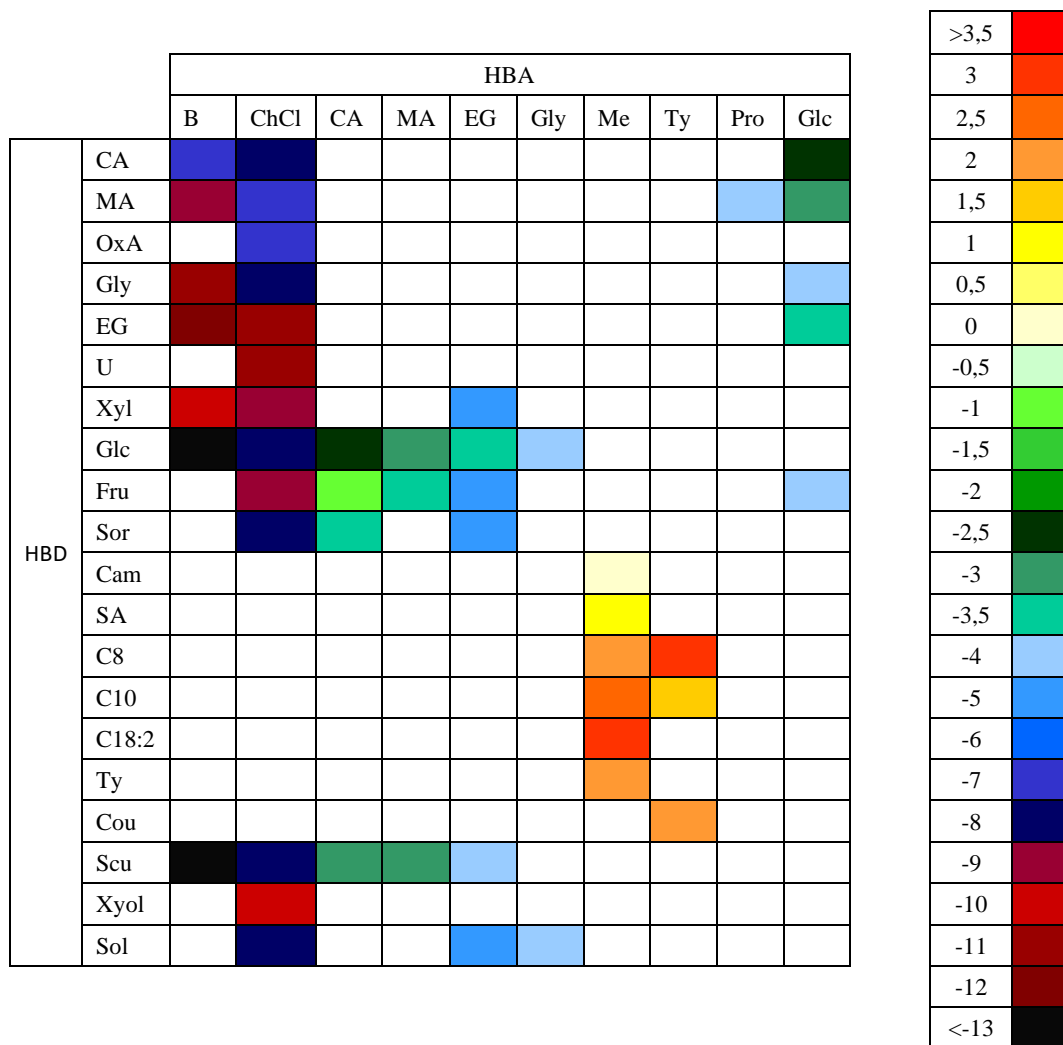 HBA
B ChCl CA MA EG Gly Me Ty Pro Glc
HBD
CA
MA
OxA
Gly
EG
U
Xyl
Glc
Fru
Sor
Cam
SA
C8
C10
C18:2
Ty
Cou
Scu
Xyol
Sol
>3,5
3
2,5
2
1,5
1
0,5
0
-0,5
-1
-1,5
-2
-2,5
-3
-3,5
-4
-5
-6
-7
-8
-9
-10
-11
-12
<-13